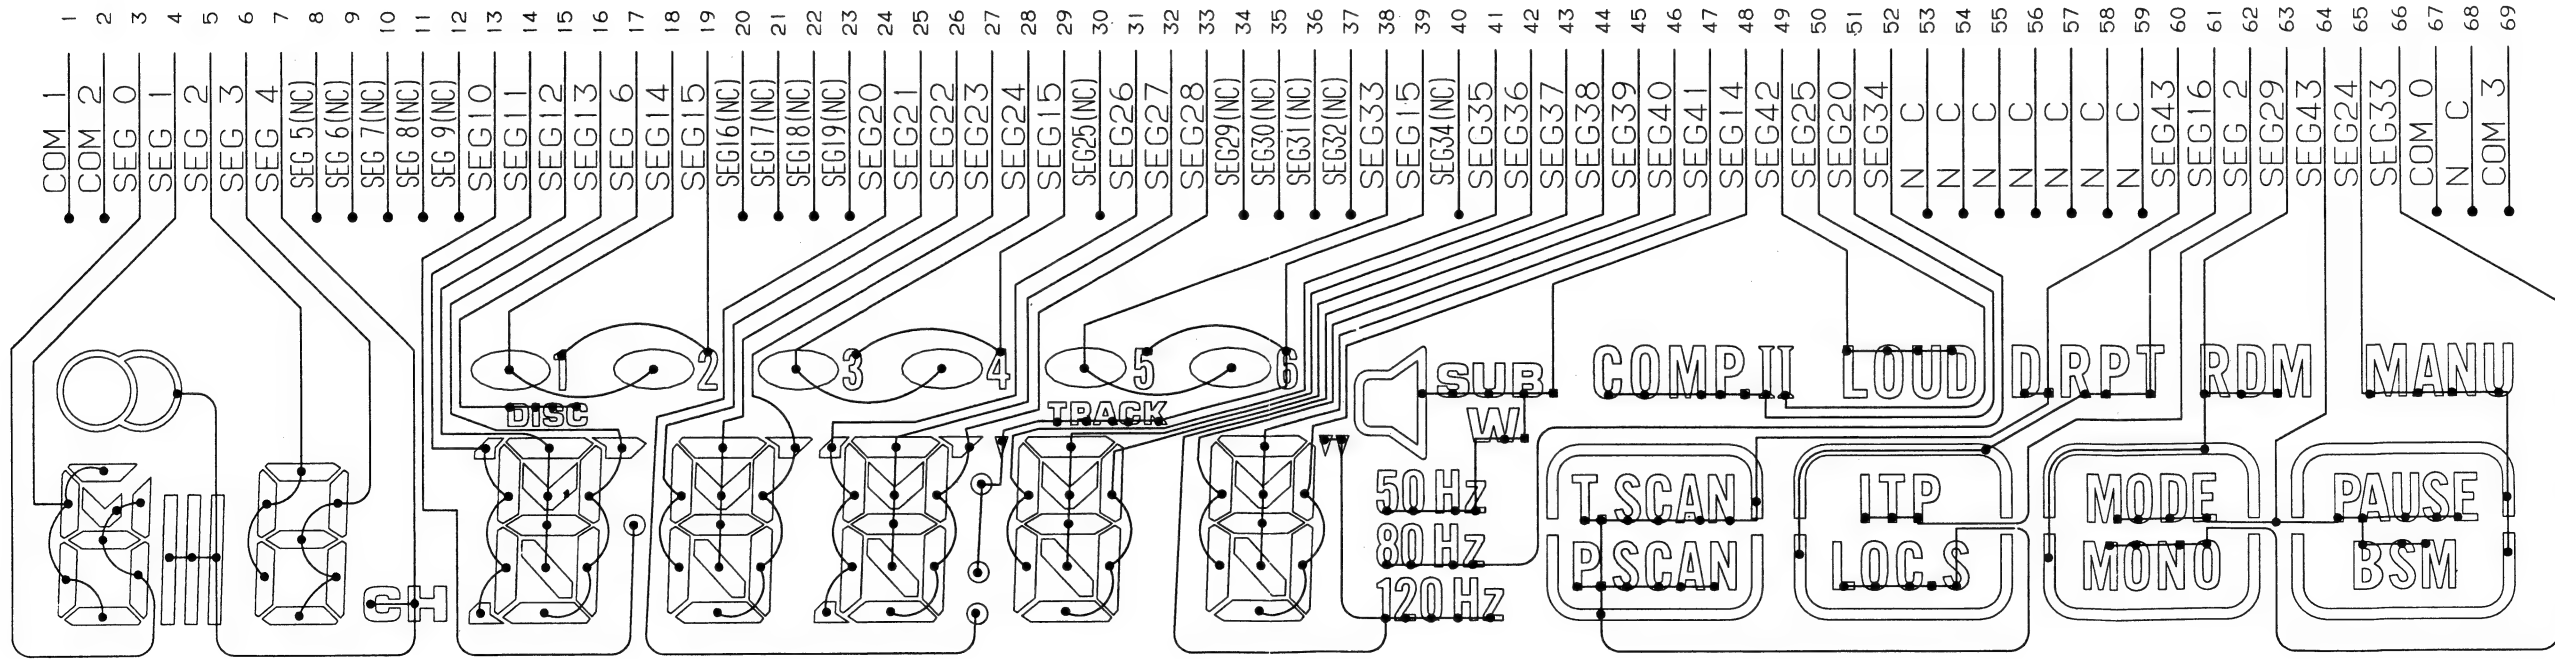 1 2 3 4 5 6 7 8 9 10 11 12 13 14 15 16 17 18 19 20 21 22 23 24 25 26 27 28 29 30 31 32 33 34 35 36 37 38 39 40 41 42 43 44 45 46 47 48 49 50 51 52 53 54 55 56 57 58 59 60 61 62 63 64 65 66 67 68 69
COM 1
COM 2
SEG 0
SEG 1
SEG 2
SEG 3
SEG 4
SEG 5(NC)
SEG 6(NC)
SEG 7(NC)
SEG 8(NC)
SEG 9(NC)
SEG10
SEG11
SEG12
SEG13
SEG 6
SEG14
SEG15
SEG16(NC)
SEG17(NC)
SEG18(NC)
SEG19(NC)
SEG20
SEG21
SEG22
SEG23
SEG24
SEG15
SEG25(NC)
SEG26
SEG27
SEG28
SEG29(NC)
SEG30(NC)
SEG31(NC)
SEG32(NC)
SEG33
SEG15
SEG34(NC)
SEG35
SEG36
SEG37
SEG38
SEG39
SEG40
SEG41
SEG14
SEG42
SEG25
SEG20
SEG34
N C
N C
N C
N C
N C
N C
N C
SEG43
SEG16
SEG 2
SEG29
SEG43
SEG24
SEG33
COM 0
N C
COM 3
1 2 3 4 5 6
SUB COMP II LOUD D RPT RDM MANU
DISC TRACK W
50 Hz T SCAN ITP MODE PAUSE
80 Hz P SCAN LOC S MONO BSM
CH 120 Hz